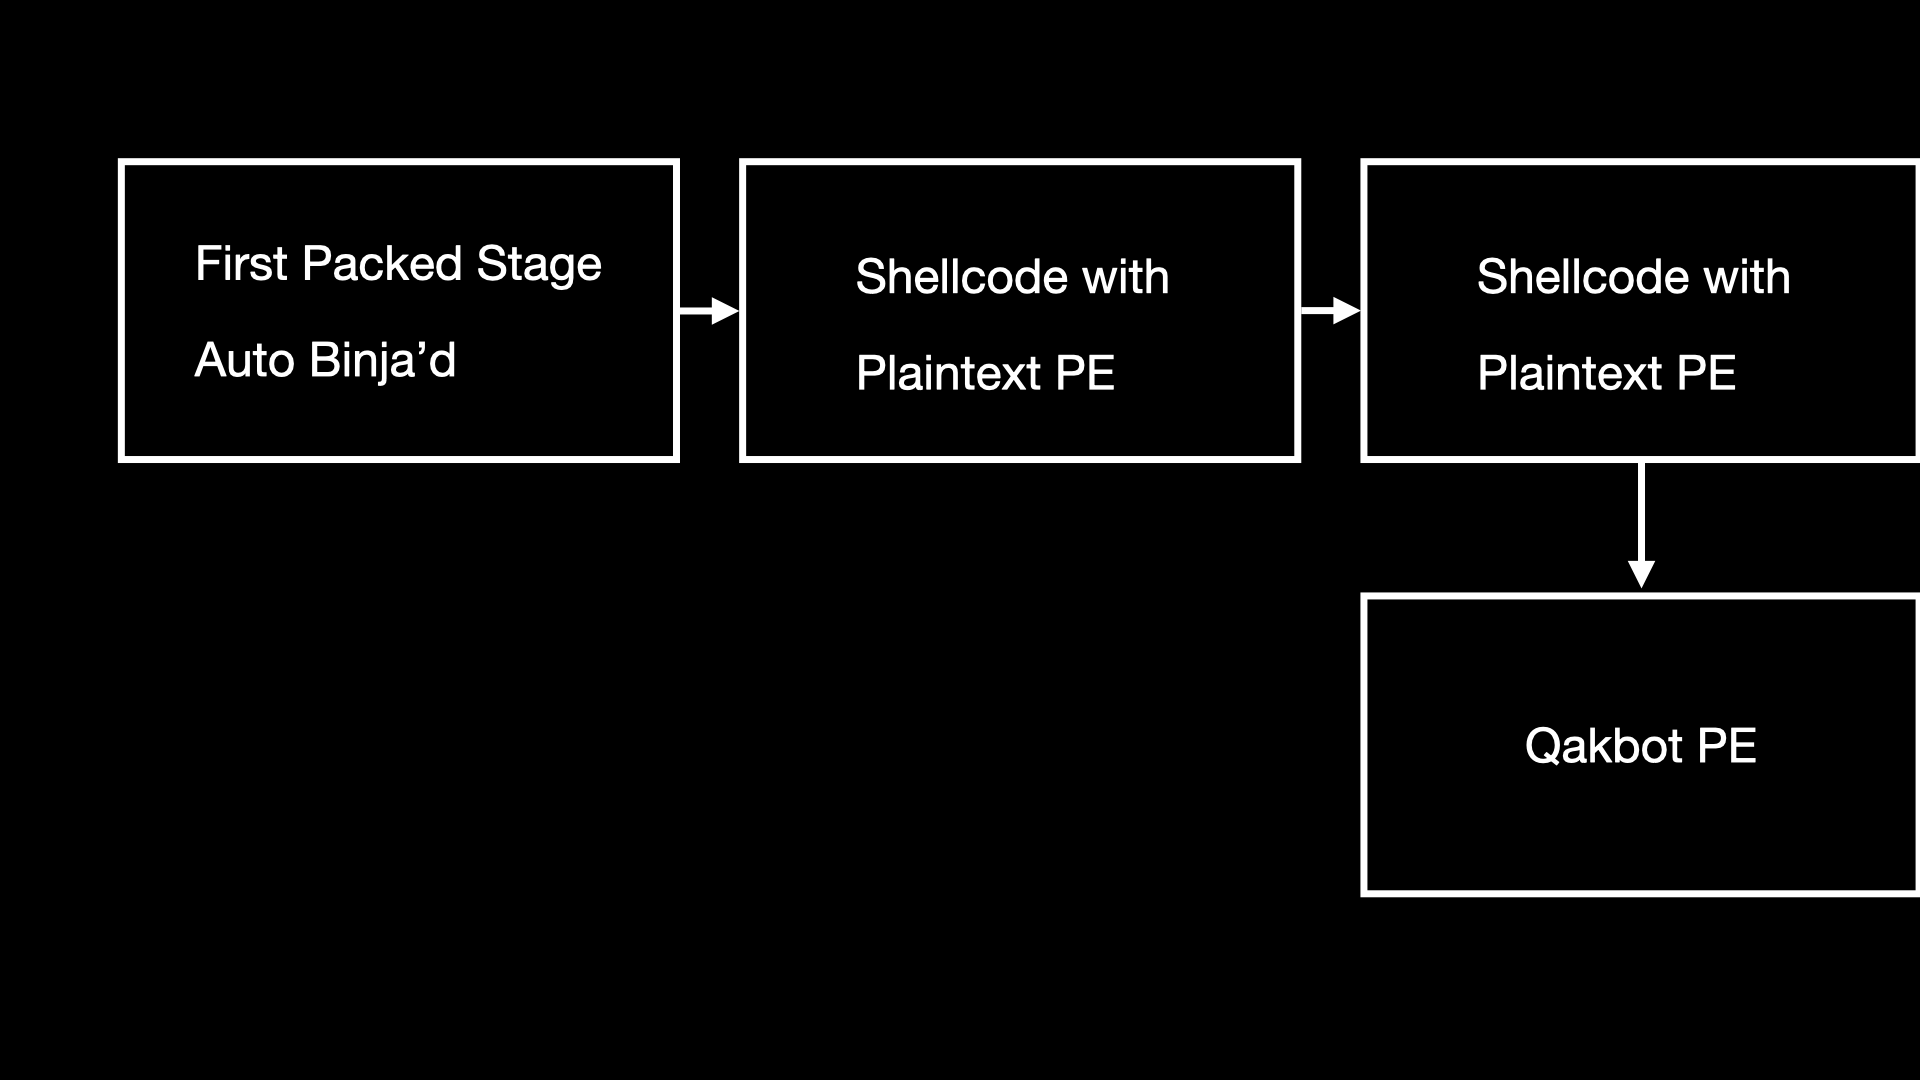 First Packed Stage
Auto Binja’d
Shellcode with
Plaintext PE
Shellcode with
Plaintext PE
Qakbot PE